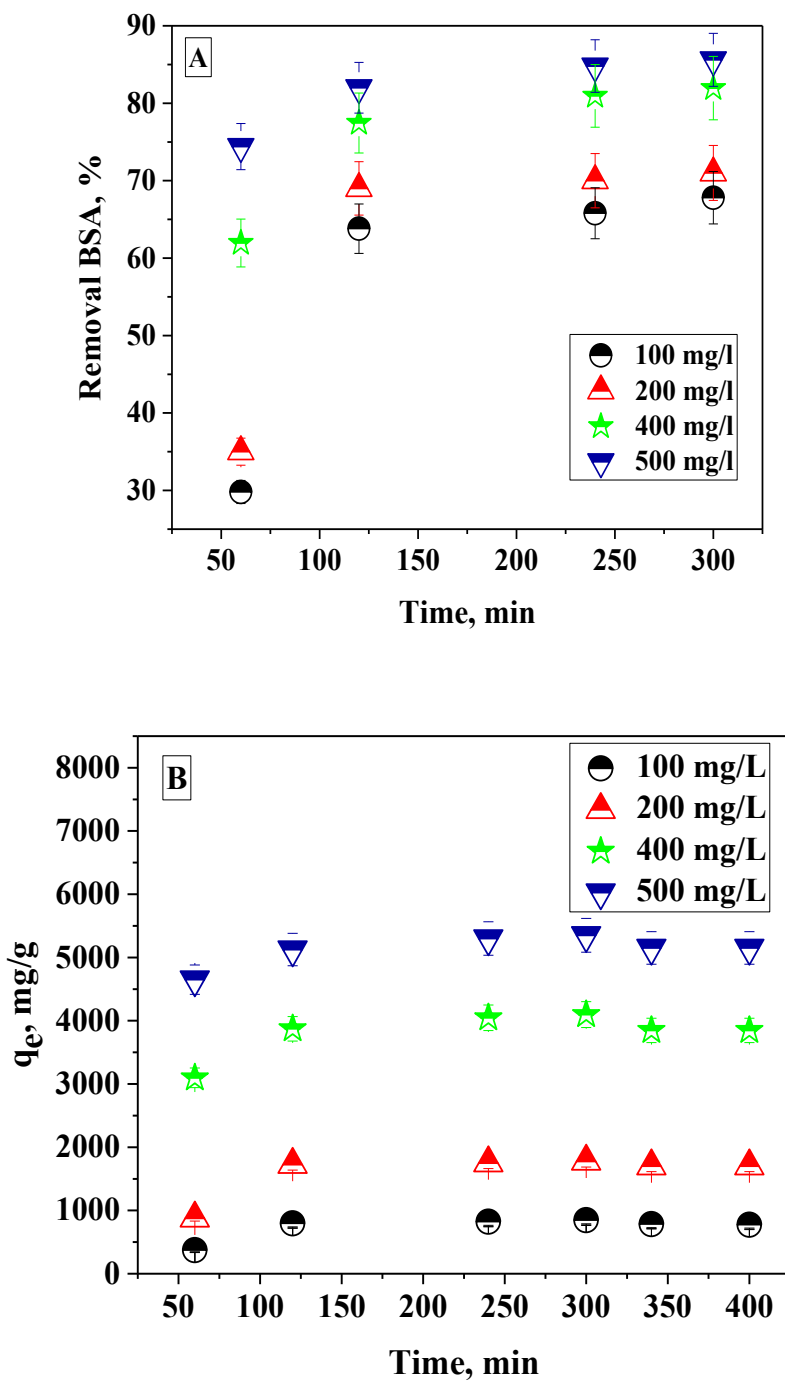 90
A
80
70
60
50
40
30
Removal BSA, %
100 mg/l
200 mg/l
400 mg/l
500 mg/l
50 100 150 200 250 300
Time, min
B
8000
7000
6000
5000
4000
3000
2000
1000
0
qe, mg/g
100 mg/L
200 mg/L
400 mg/L
500 mg/L
50 100 150 200 250 300 350 400
Time, min